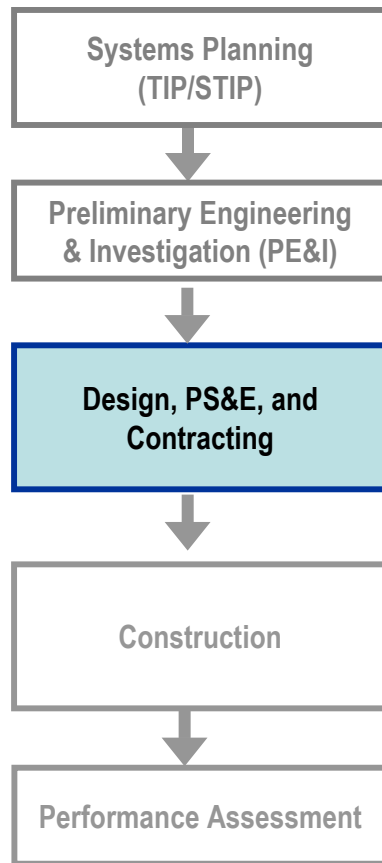 Systems Planning
(TIP/STIP)
Preliminary Engineering
& Investigation (PE&I)
Design, PS&E, and
Contracting
Construction
Performance Assessment